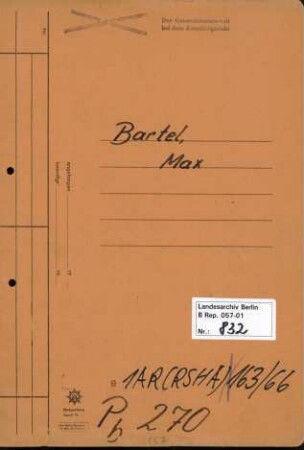 Der Generalstaatsanwalt
bei dem Kammergericht
Bartel,
Max
Landesarchiv Berlin
B Rep. 057-01
Nr.: 832
1AR(RSHA) 163/66
Pb 270